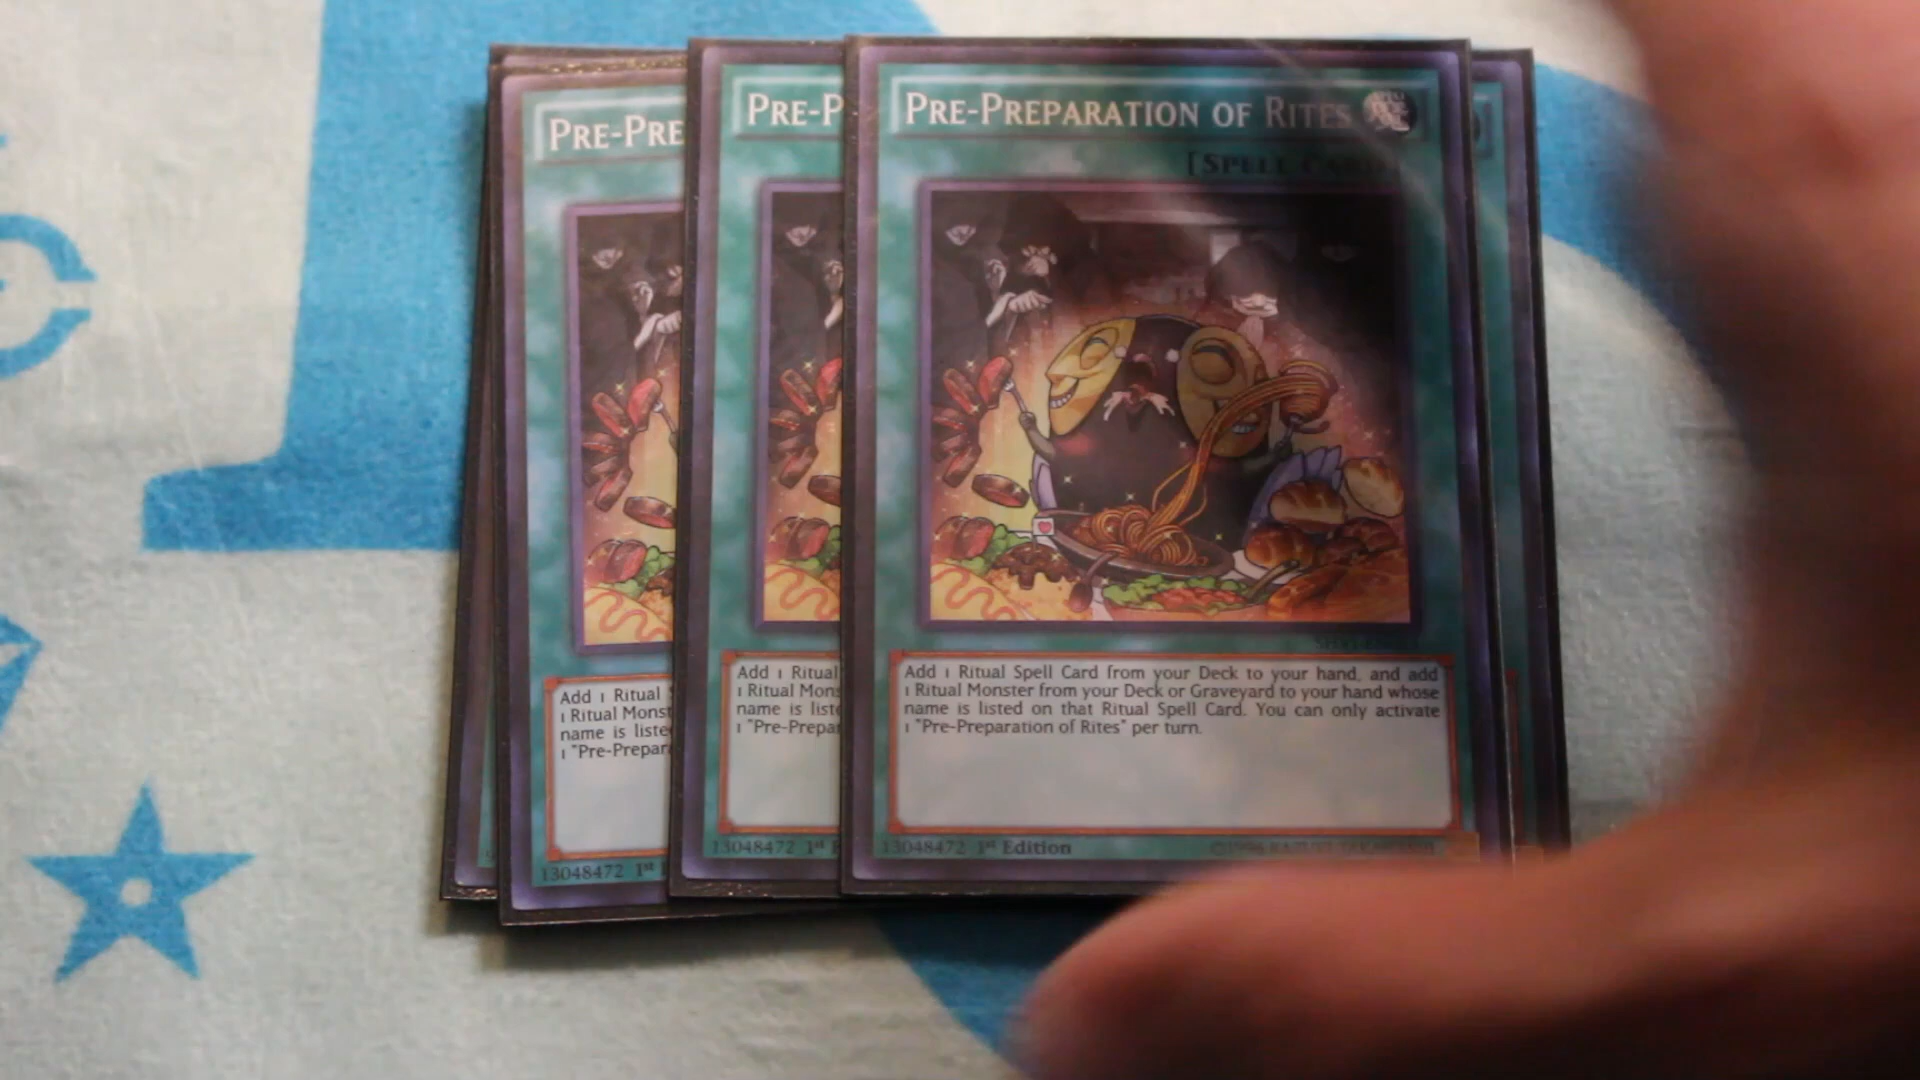 Pre-Pre
Add 1 Ritual
1 Ritual Monst
name is liste
1 "Pre-Prepar
13048472 1st
Pre-P
Add 1 Ritual
1 Ritual Mons
name is liste
1 "Pre-Prepa
13048472 1st
Pre-Preparation of Rites
[Spell Card]
Add 1 Ritual Spell Card from your Deck to your hand, and add
1 Ritual Monster from your Deck or Graveyard to your hand whose
name is listed on that Ritual Spell Card. You can only activate
1 "Pre-Preparation of Rites" per turn.
13048472 1st Edition
©1996 KAZUKI TAKAHASHI